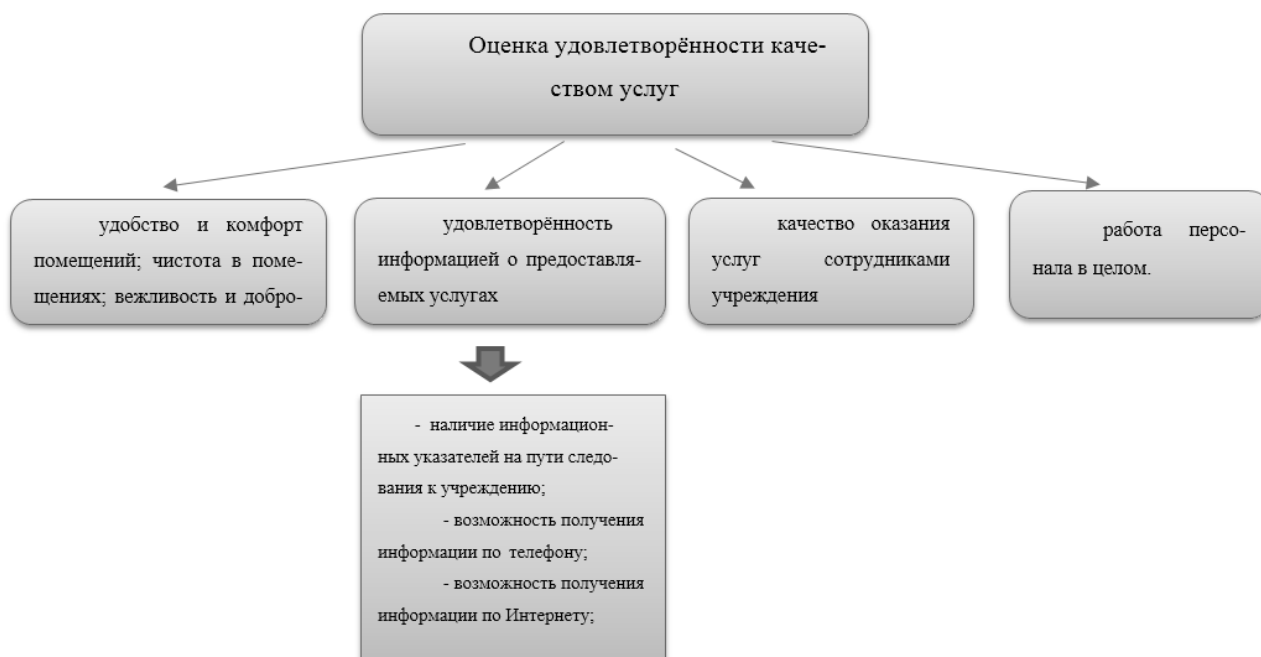 Оценка удовлетворённости каче-
ством услуг
удобство и комфорт
помещений; чистота в поме-
щениях; вежливость и добро-
удовлетворённость
информацией о предоставля-
емых услугах
качество оказания
услуг сотрудниками
учреждения
работа персо-
нала в целом.
- наличие информацион-
ных указателей на пути следо-
вания к учреждению;
- возможность получения
информации по телефону;
- возможность получения
информации по Интернету;